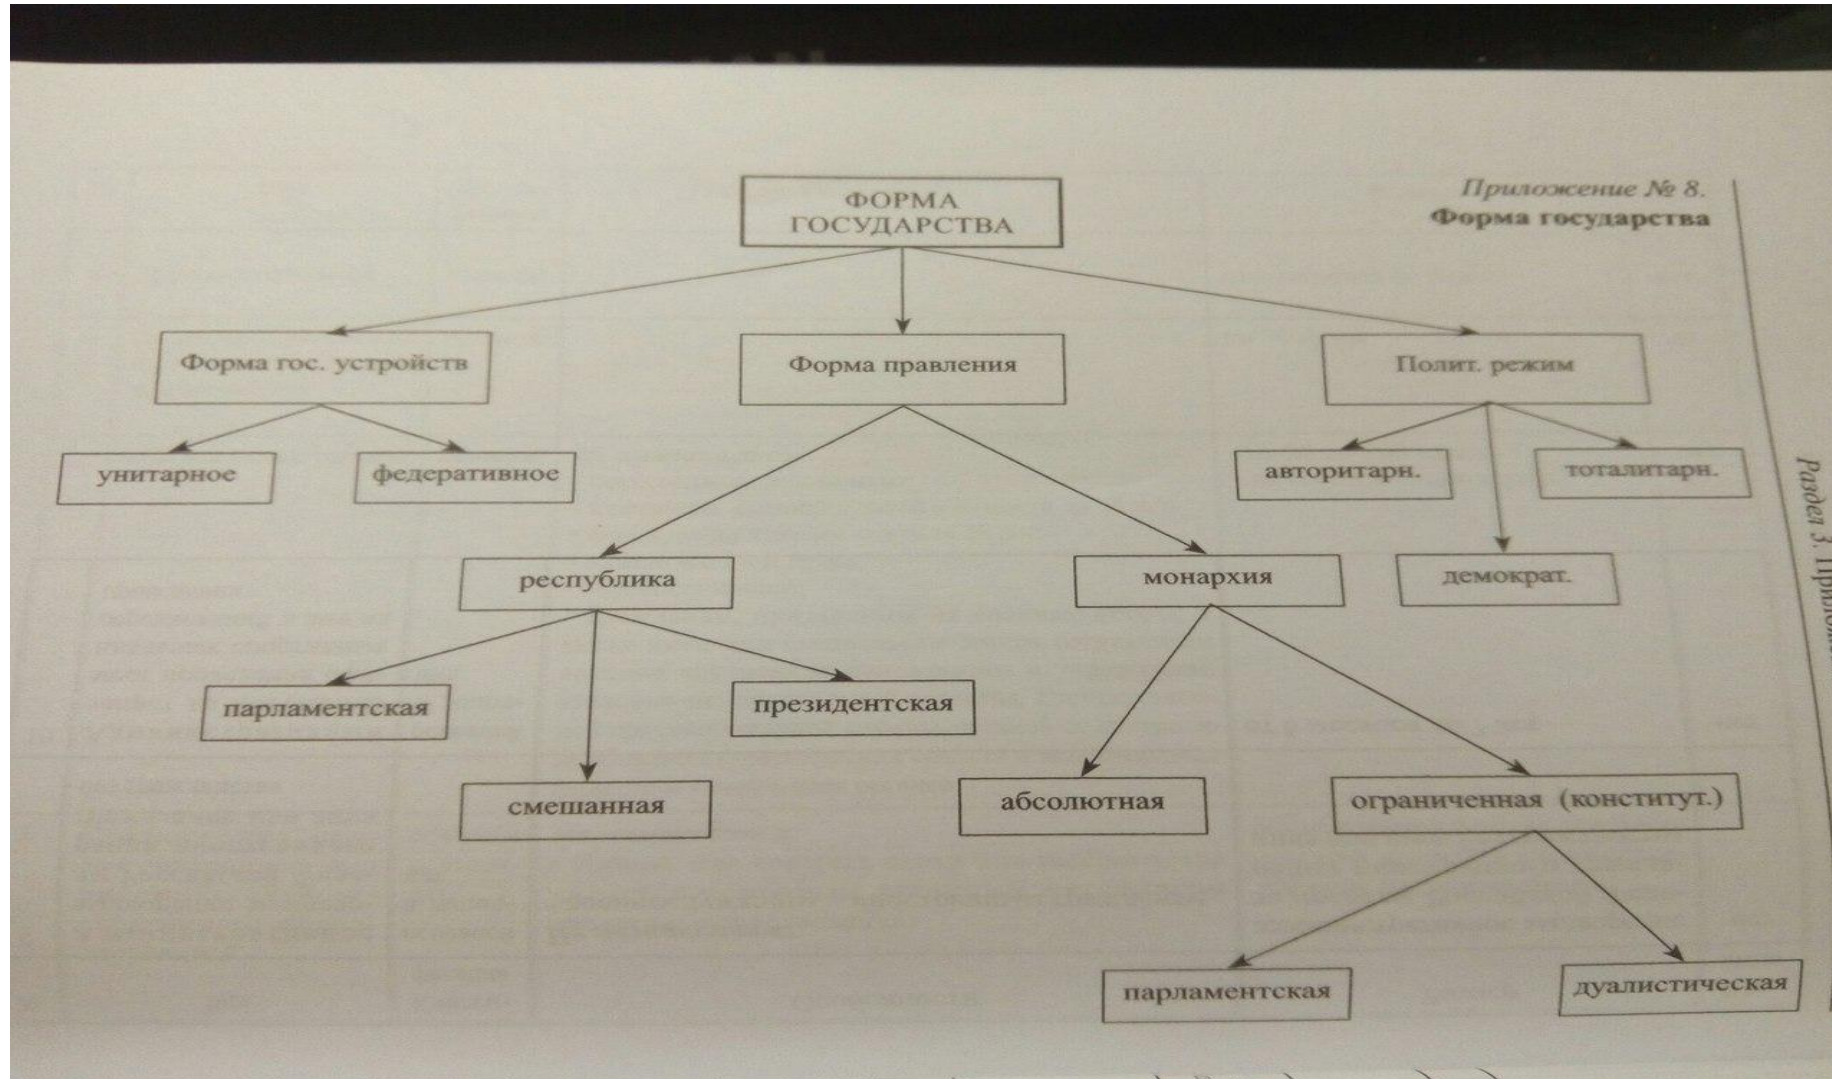 Приложение № 8.
Форма государства
ФОРМА
ГОСУДАРСТВА
Форма гос. устройств
Форма правления
Полит. режим
унитарное
федеративное
авторитарн.
тоталитарн.
демократ.
республика
монархия
парламентская
президентская
смешанная
абсолютная
ограниченная (конститут.)
парламентская
дуалистическая
Раздел 3.